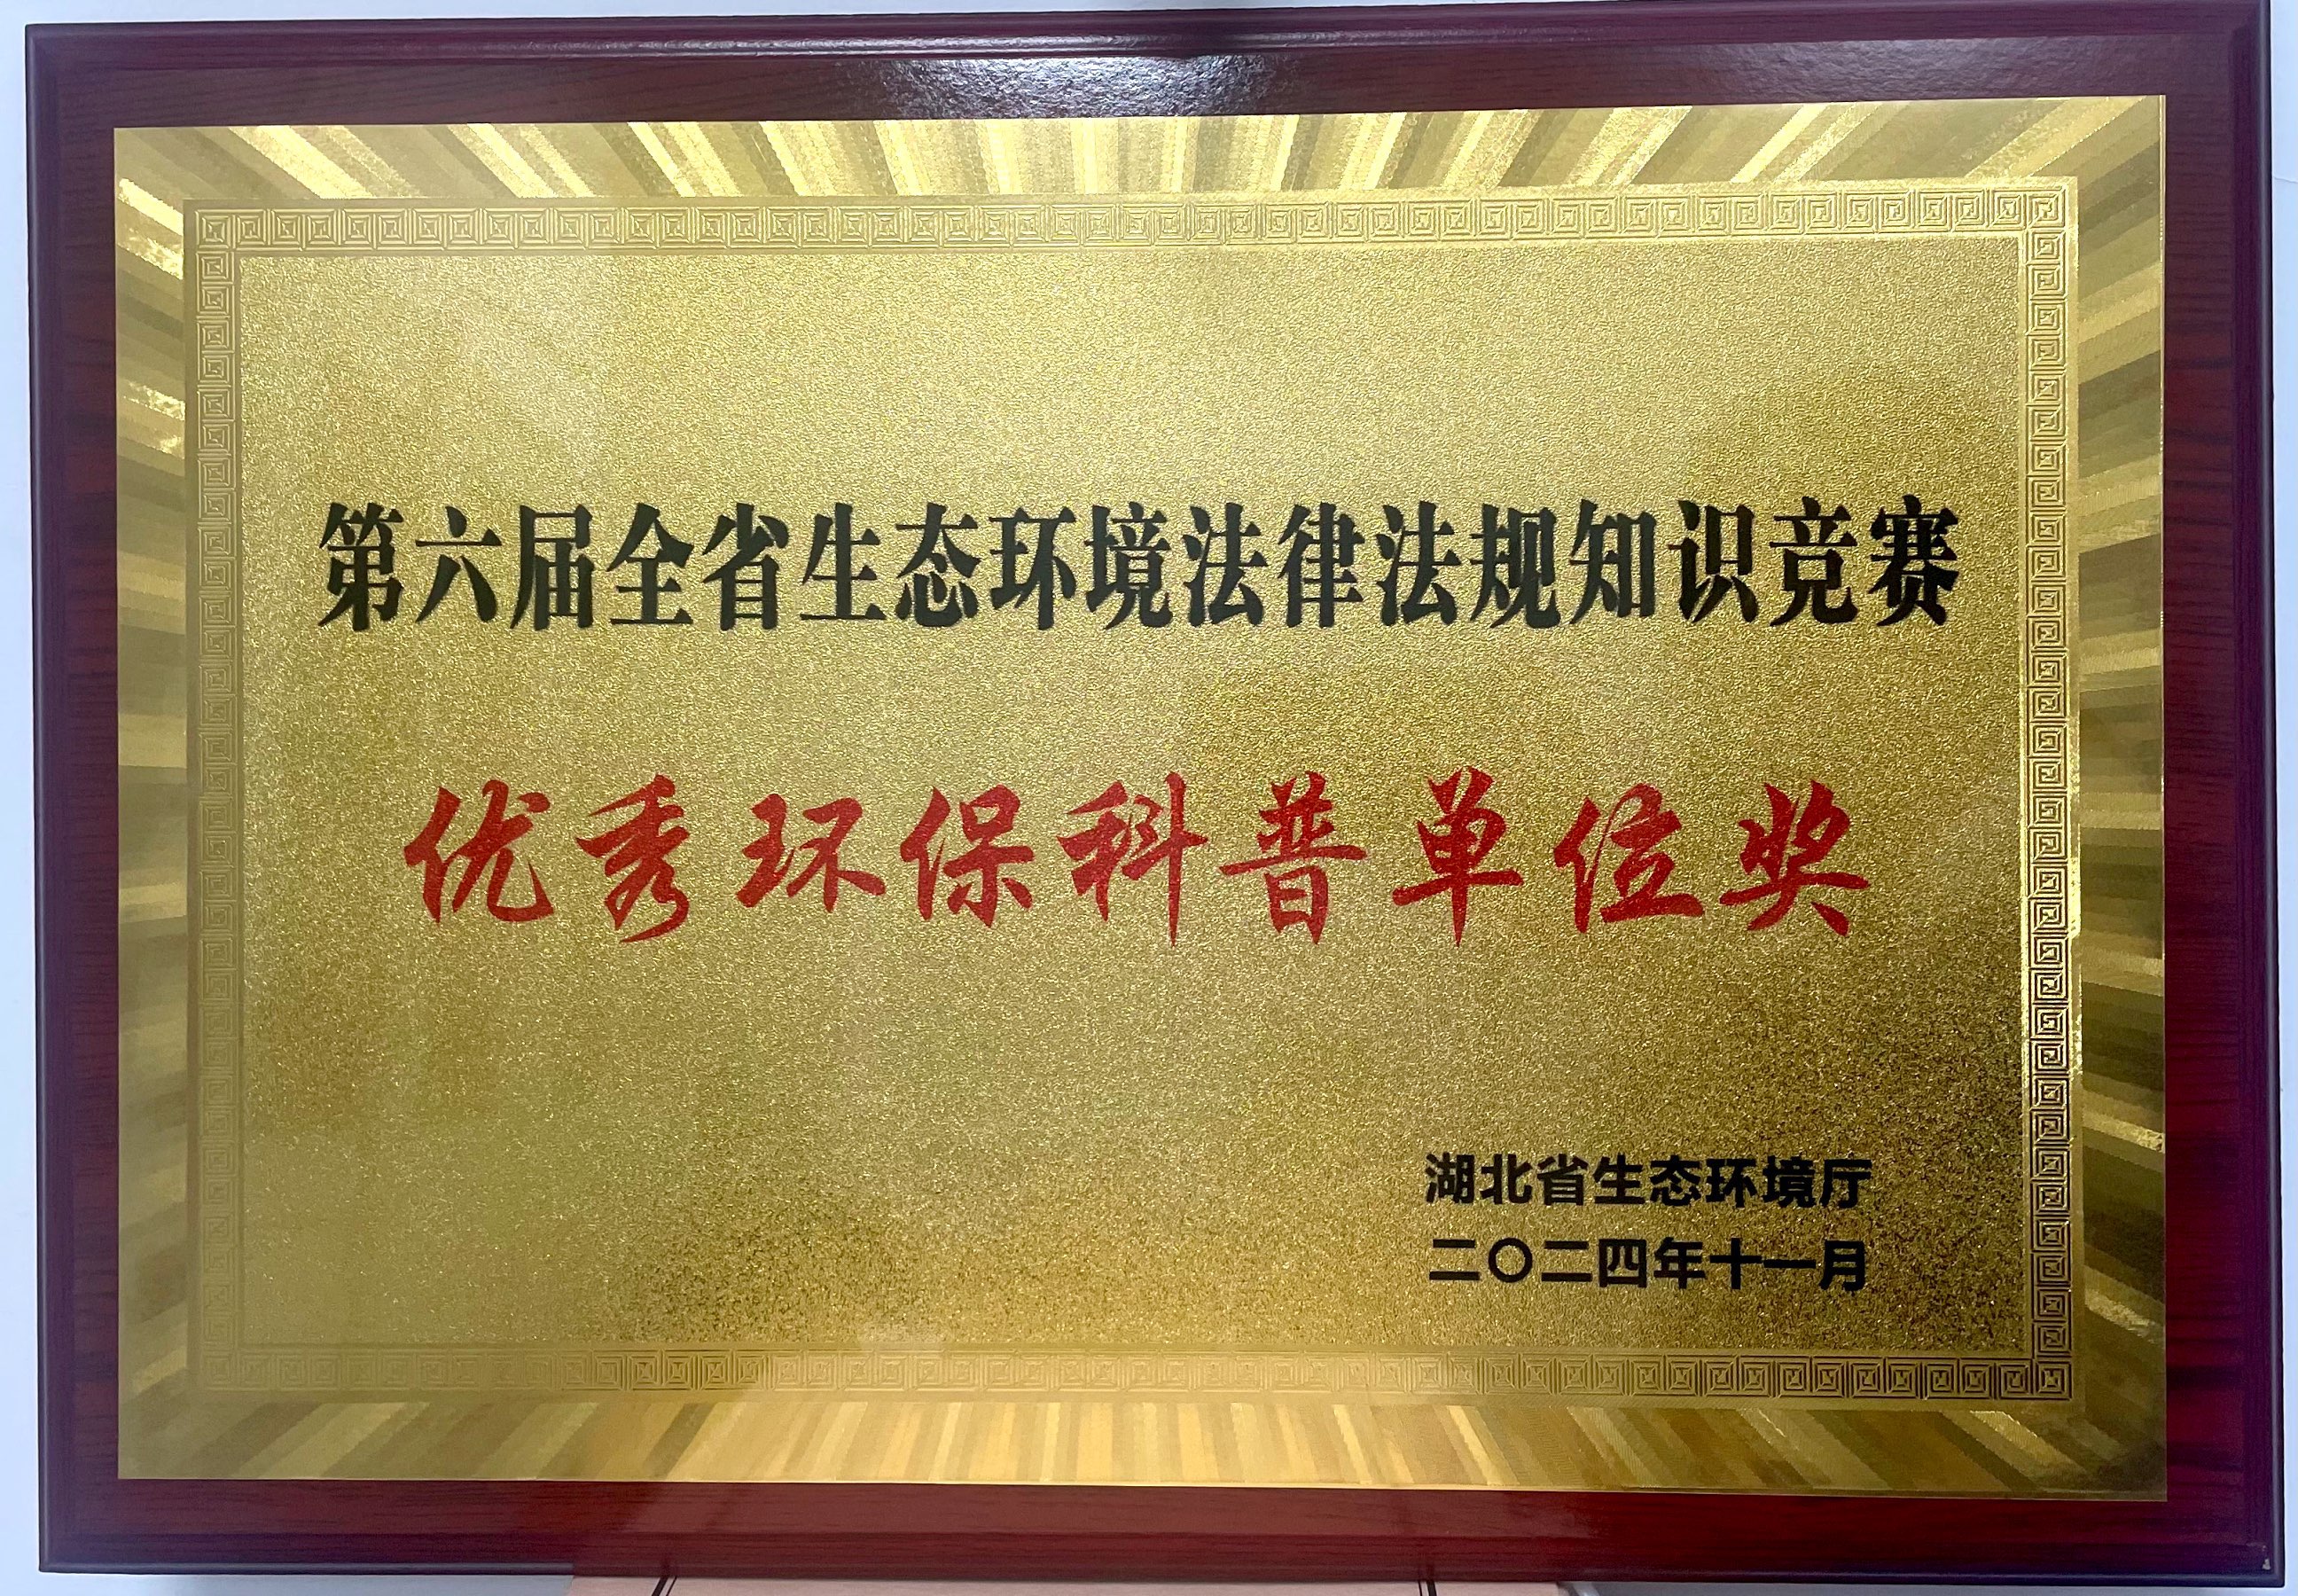 第六届全省生态环境法律法规知识竞赛
优秀环保科普单位奖
湖北省生态环境厅
二〇二四年十一月